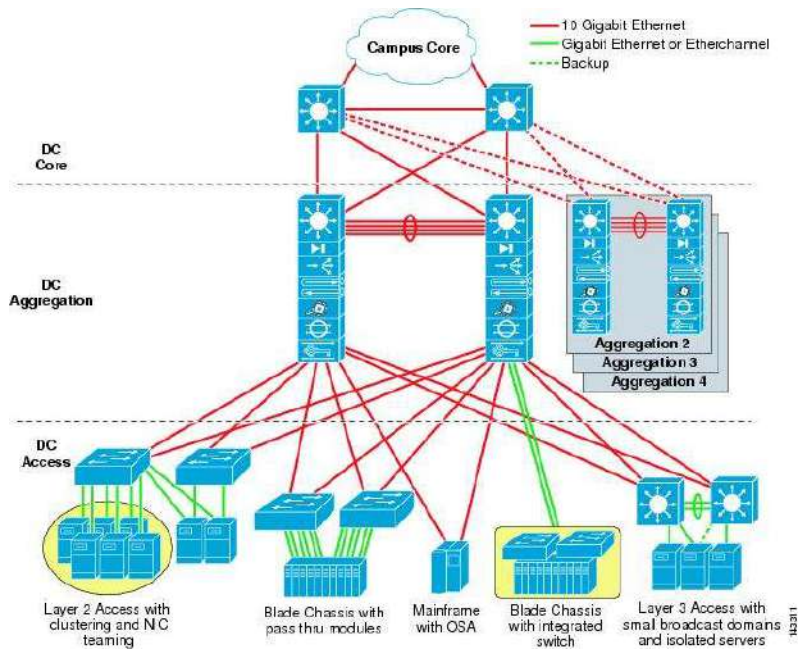 Campus Core
10 Gigabit Ethernet
Gigabit Ethernet or Etherchannel
Backup
DC
Core
DC
Aggregation
Aggregation 2
Aggregation 3
Aggregation 4
DC
Access
Layer 2 Access with
clustering and NIC
teaming
Blade Chassis with
pass thru modules
Mainframe
with OSA
Blade Chassis
with integrated
switch
Layer 3 Access with
small broadcast domains
and isolated servers